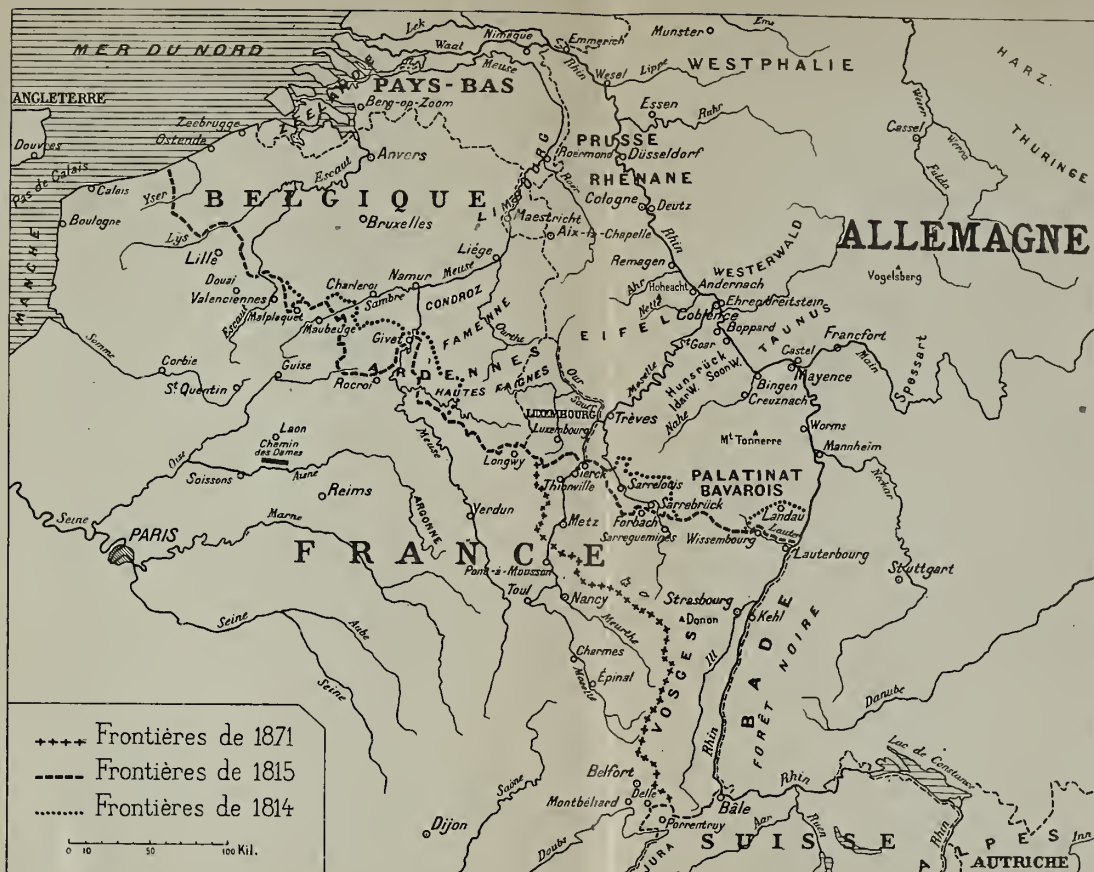 MER DU NORD
ANGLETERRE
Douvres
Pas de Calais
Calais
Boulogne
MANCHE
Zeebrugge
Ostende
ZELANDE
PAYS-BAS
Berg-op-Zoom
Lek
Waal
Nimègue
Meuse
Emmerich
Rhin
Wesel
Lippe
Munster
Ems
WESTPHALIE
HARZ
Essen
Ruhr
Cassel
Weser
Werra
Fulda
THURINGE
Anvers
Escaut
Yser
BELGIQUE
Bruxelles
Lys
Lille
Douai
Valenciennes
Escaut
Malplaquet
Maubeuge
Charleroi
Sambre
Namur
Meuse
Liége
CONDROZ
FAMENNE
Ourthe
Givet
Rocroi
ARDENNES
HAUTES FAIGNES
LIMBOURG
Roermond
Roer
Maestricht
Aix-la-Chapelle
PRUSSE
RHÉNANE
Düsseldorf
Cologne
Deutz
Rhin
Remagen
Ahr
Hoheacht
Andernach
Nette
WESTERWALD
Ehrenbreitstein
Coblence
Boppard
St Goar
EIFEL
TAUNUS
ALLEMAGNE
Vogelsberg
Francfort
Main
Spessart
Castel
Mayence
Bingen
Creuznach
Hunsrück
Idar W.
Soon W.
Nahe
Moselle
Trèves
Our
Sour
LUXEMBOURG
Luxembourg
Mt Tonnerre
Worms
Mannheim
Neckar
PALATINAT
BAVAROIS
Landau
Lauter
Wissembourg
Lauterbourg
Stuttgart
Sierck
Thionville
Sarrelouis
Sarrebrück
Forbach
Sarreguemines
Longwy
Metz
Verdun
Meuse
ARGONNE
Somme
Corbie
St Quentin
Guise
Oise
Laon
Chemin
des Dames
Soissons
Aisne
Reims
Marne
Seine
PARIS
FRANCE
Pont-à-Mousson
Toul
Nancy
Meurthe
Charmes
Moselle
Épinal
Donon
Strasbourg
Kehl
Ill
VOSGES
Rhin
BADE
FORÊT NOIRE
Danube
Seine
Aube
Seine
Saône
Dijon
Doubs
Belfort
Delle
Montbéliard
Porrentruy
JURA
Bâle
Rhin
Aar
SUISSE
Lac de Constance
Rhin
ALPES
AUTRICHE
Inn
++++ Frontières de 1871
----- Frontières de 1815
........ Frontières de 1814
0 10 50 100 Kil.